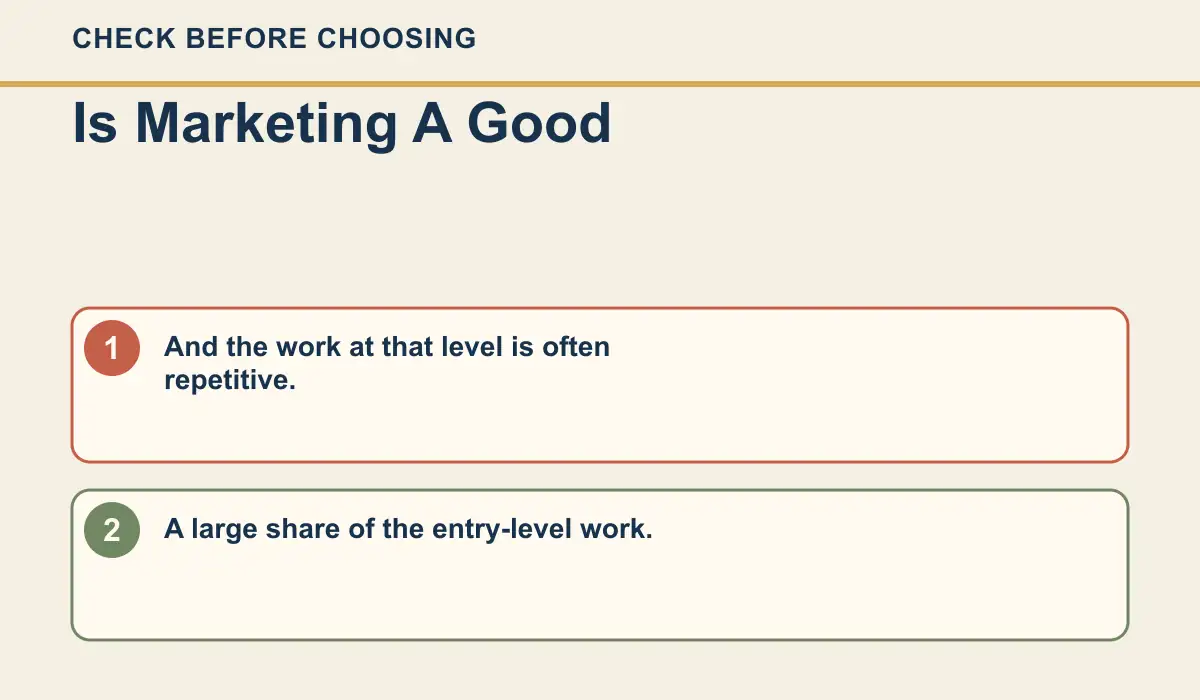 CHECK BEFORE CHOOSING
Is Marketing A Good
1
And the work at that level is often
repetitive.
2
A large share of the entry-level work.